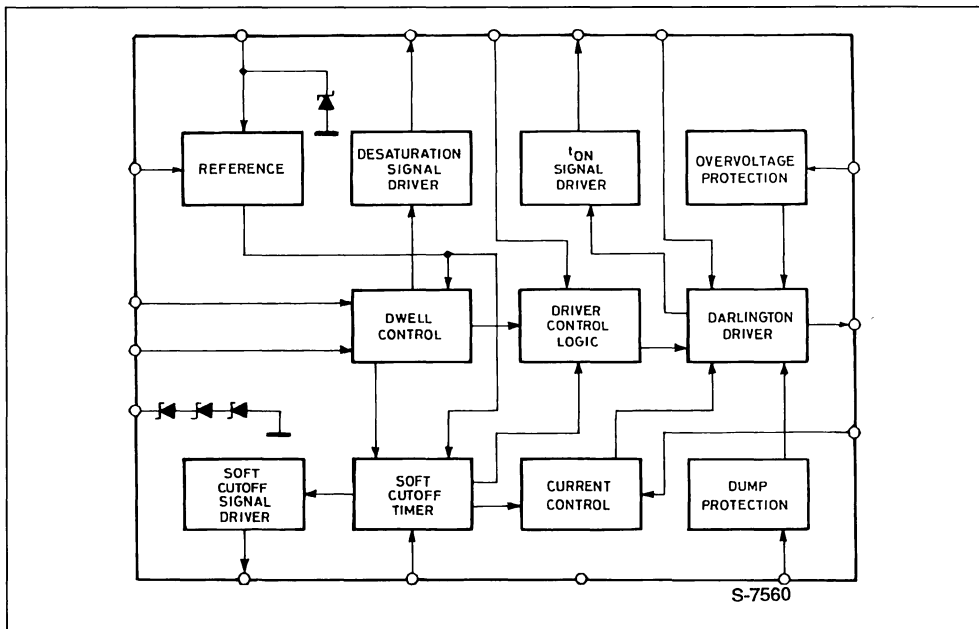 REFERENCE
DESATURATION
SIGNAL
DRIVER
tON
SIGNAL
DRIVER
OVERVOLTAGE
PROTECTION
DWELL
CONTROL
DRIVER
CONTROL
LOGIC
DARLINGTON
DRIVER
SOFT
CUTOFF
SIGNAL
DRIVER
SOFT
CUTOFF
TIMER
CURRENT
CONTROL
DUMP
PROTECTION
S-7560